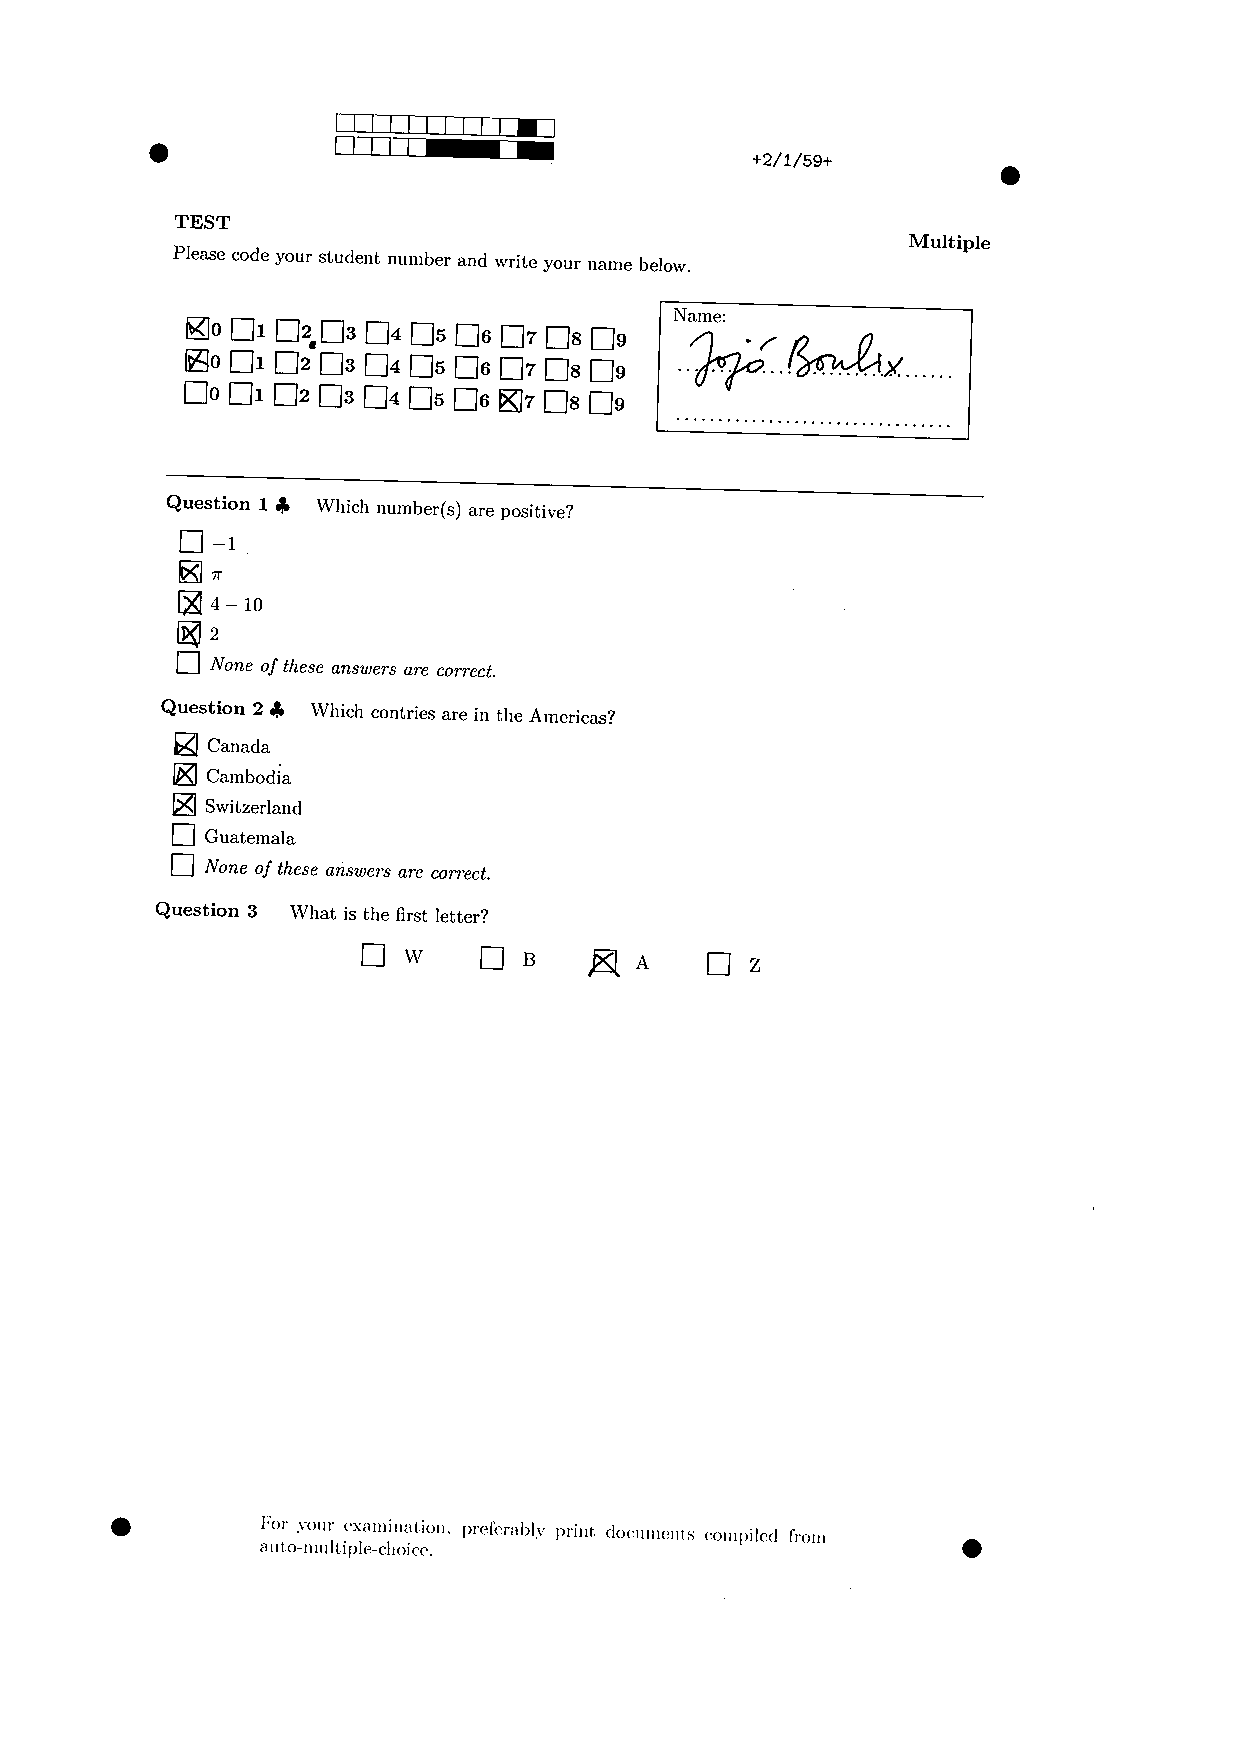 +2/1/59+
TEST
Multiple
Please code your student number and write your name below.
0 1 2 3 4 5 6 7 8 9
0 1 2 3 4 5 6 7 8 9
0 1 2 3 4 5 6 7 8 9
Name:
Jojó Boulix
Question 1 ♣ Which number(s) are positive?
−1
π
4 − 10
2
None of these answers are correct.
Question 2 ♣ Which contries are in the Americas?
Canada
Cambodia
Switzerland
Guatemala
None of these answers are correct.
Question 3 What is the first letter?
W B A Z
For your examination, preferably print documents compiled from
auto-multiple-choice.